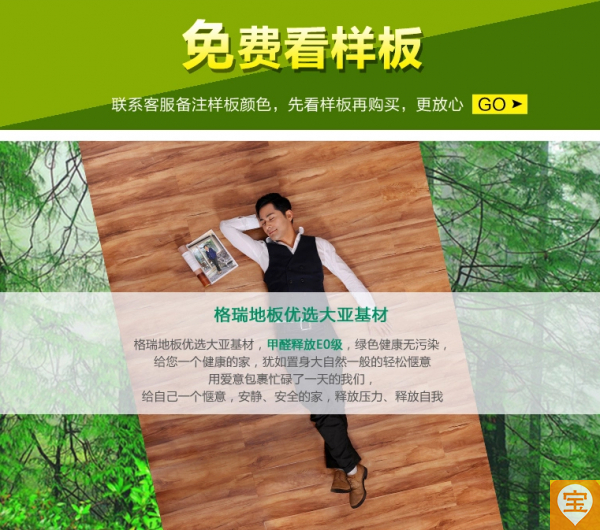 免费看样板
联系客服备注样板颜色，先看样板再购买，更放心 GO
格瑞地板优选大亚基材
格瑞地板优选大亚基材，甲醛释放E0级，绿色健康无污染，
给您一个健康的家，犹如置身大自然一般的轻松惬意
用爱意包裹忙碌了一天的我们，
给自己一个惬意，安静、安全的家，释放压力、释放自我
宝